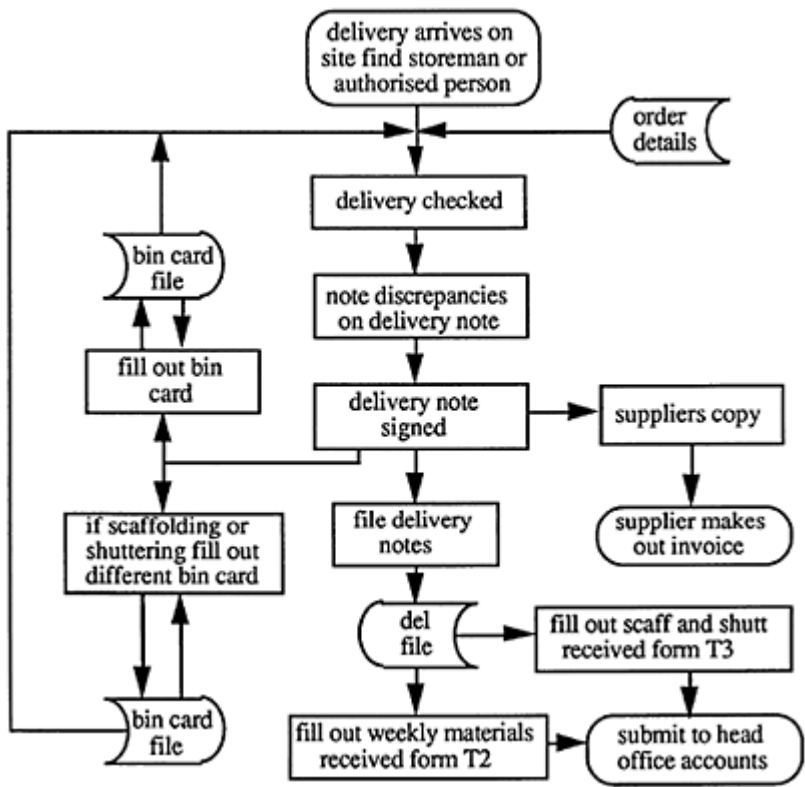 delivery arrives on
site find storeman or
authorised person
order
details
delivery checked
bin card
file
note discrepancies
on delivery note
fill out bin
card
delivery note
signed
suppliers copy
if scaffolding or
shuttering fill out
different bin card
file delivery
notes
supplier makes
out invoice
del
file
fill out scaff and shutt
received form T3
bin card
file
fill out weekly materials
received form T2
submit to head
office accounts